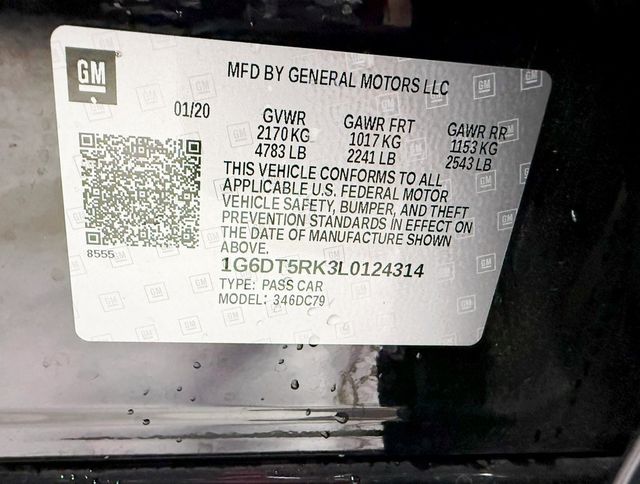 GM
MFD BY GENERAL MOTORS LLC
01/20
GVWR
2170 KG
4783 LB
GAWR FRT
1017 KG
2241 LB
GAWR RR
1153 KG
2543 LB
THIS VEHICLE CONFORMS TO ALL
APPLICABLE U.S. FEDERAL MOTOR
VEHICLE SAFETY, BUMPER, AND THEFT
PREVENTION STANDARDS IN EFFECT ON
THE DATE OF MANUFACTURE SHOWN
ABOVE.
8555
1G6DT5RK3L0124314
TYPE: PASS CAR
MODEL: 346DC79